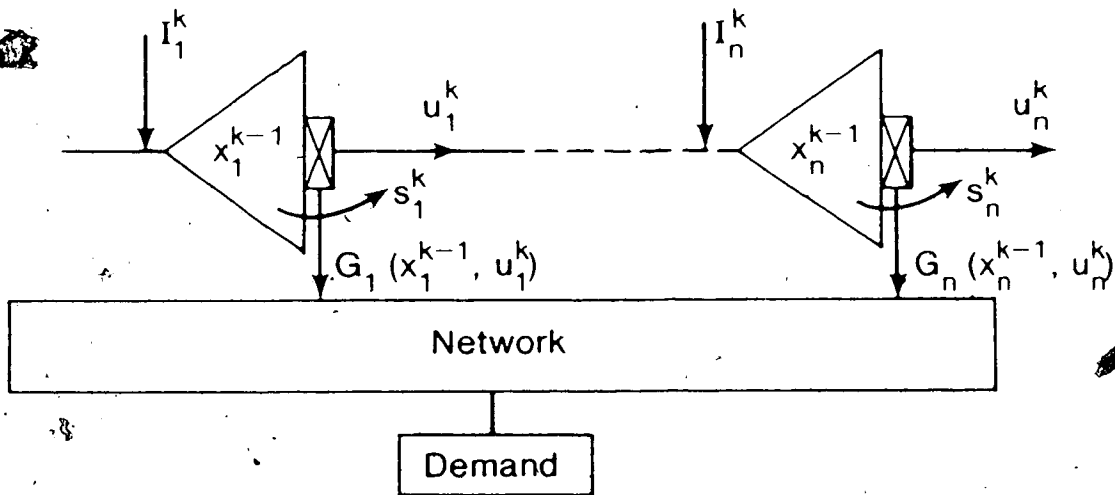 I_1^k
I_n^k
u_1^k
u_n^k
x_1^{k-1}
x_n^{k-1}
s_1^k
s_n^k
G_1 (x_1^{k-1}, u_1^k)
G_n (x_n^{k-1}, u_n^k)
Network
Demand